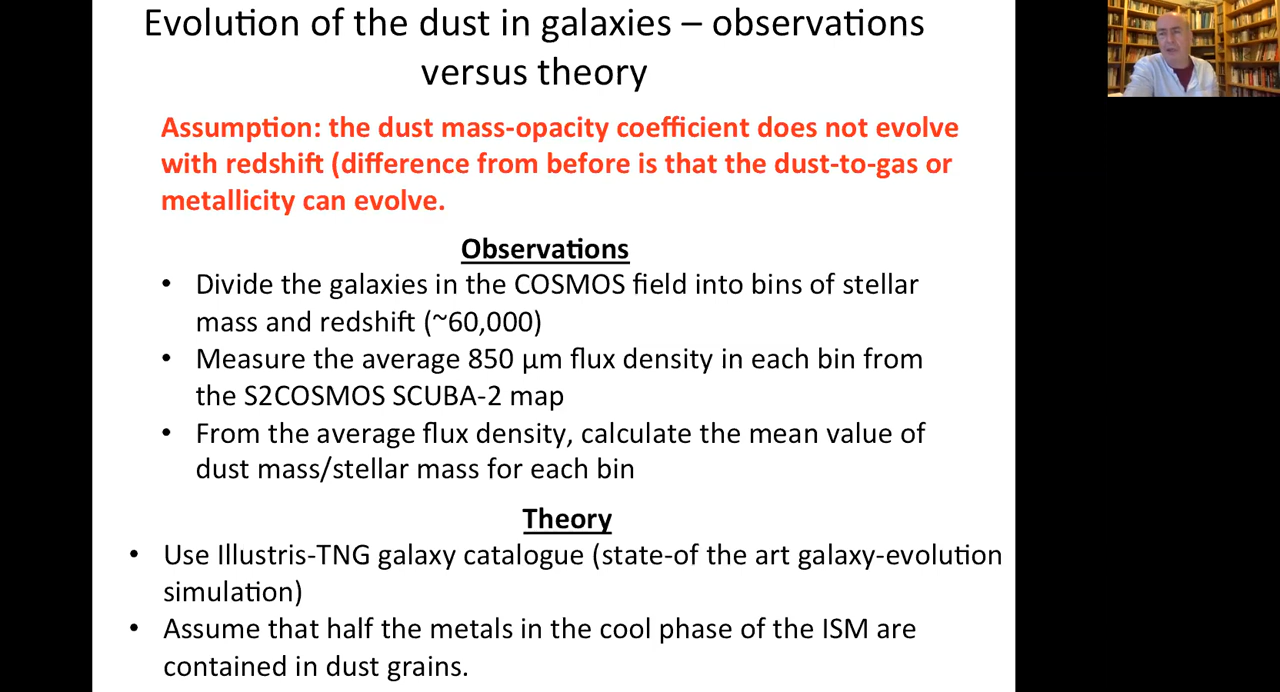 Evolution of the dust in galaxies – observations
versus theory
Assumption: the dust mass-opacity coefficient does not evolve
with redshift (difference from before is that the dust-to-gas or
metallicity can evolve.
Observations
• Divide the galaxies in the COSMOS field into bins of stellar
mass and redshift (~60,000)
• Measure the average 850 μm flux density in each bin from
the S2COSMOS SCUBA-2 map
• From the average flux density, calculate the mean value of
dust mass/stellar mass for each bin
Theory
• Use Illustris-TNG galaxy catalogue (state-of the art galaxy-evolution
simulation)
• Assume that half the metals in the cool phase of the ISM are
contained in dust grains.